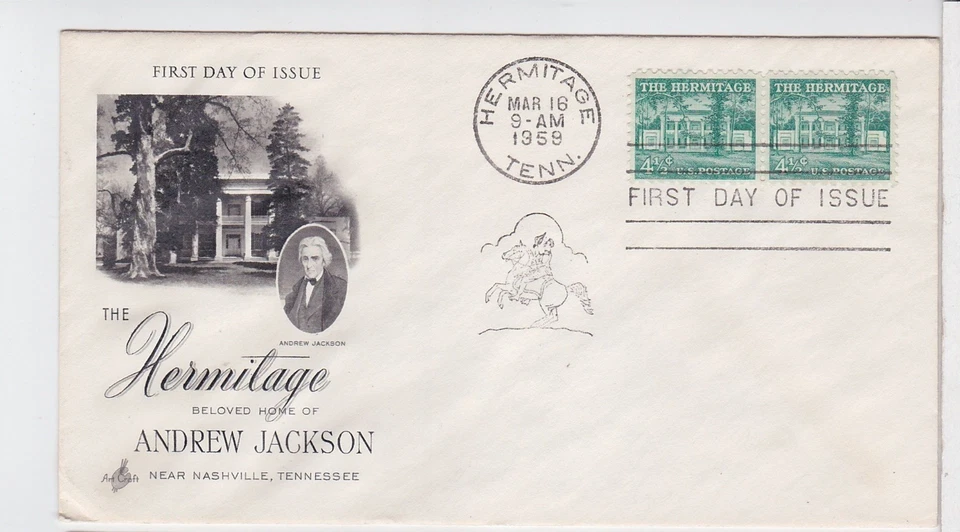 FIRST DAY OF ISSUE
ANDREW JACKSON
THE
Hermitage
BELOVED HOME OF
ANDREW JACKSON
NEAR NASHVILLE, TENNESSEE
Art Craft
HERMITAGE
MAR 16
9-AM
1959
TENN.
THE HERMITAGE
4½¢ U.S. POSTAGE
THE HERMITAGE
4½¢ U.S. POSTAGE
FIRST DAY OF ISSUE